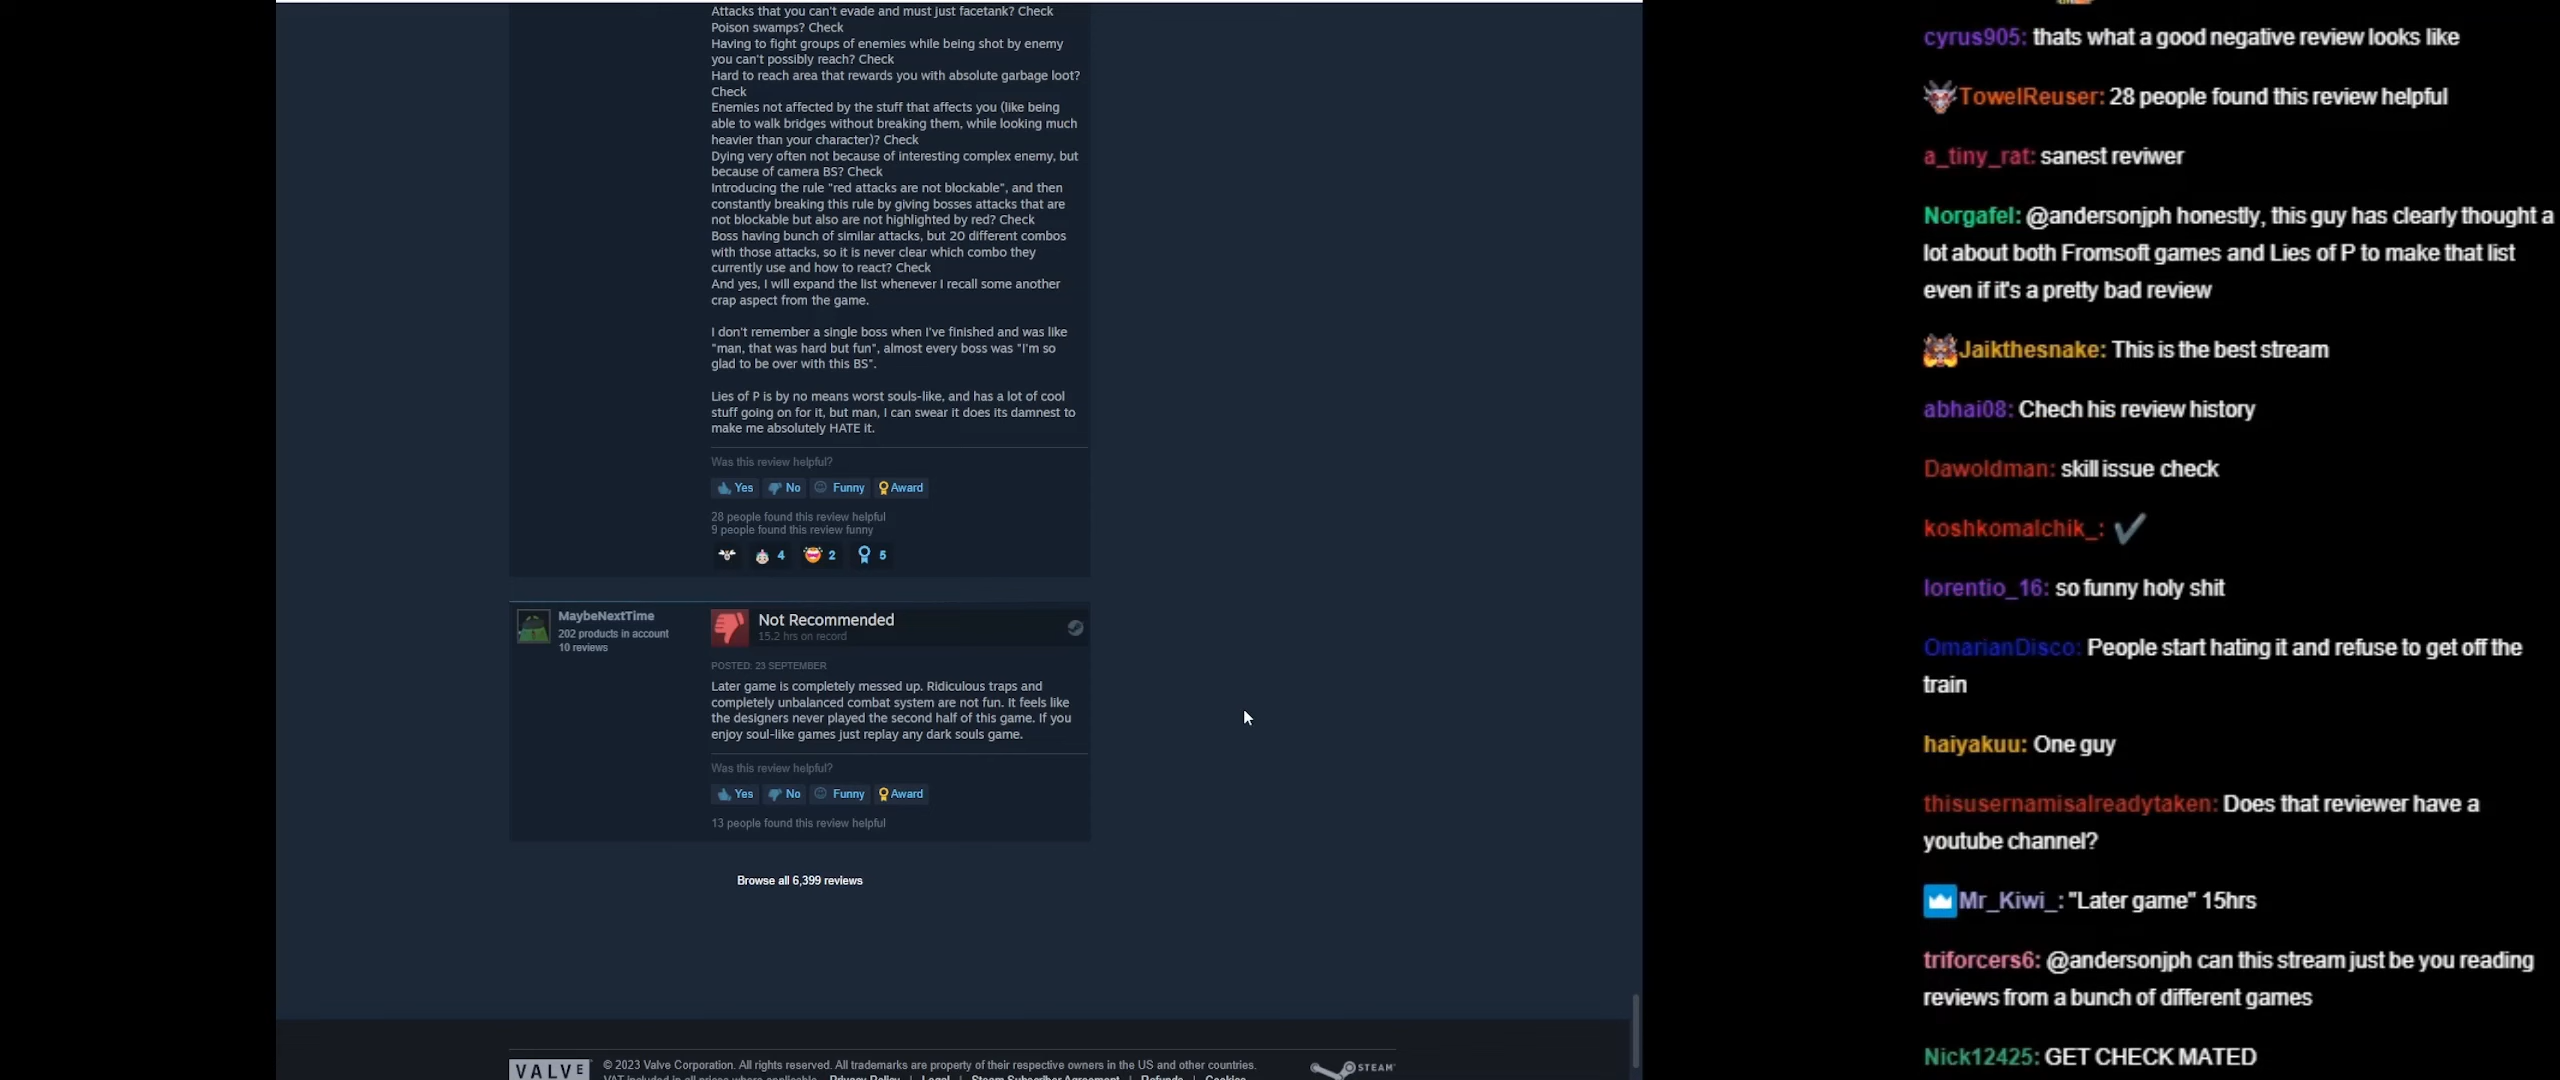 Attacks that you can't evade and must just facetank? Check
Poison swamps? Check
Having to fight groups of enemies while being shot by enemy
you can't possibly reach? Check
Hard to reach area that rewards you with absolute garbage loot?
Check
Enemies not affected by the stuff that affects you (like being
able to walk bridges without breaking them, while looking much
heavier than your character)? Check
Dying very often not because of interesting complex enemy, but
because of camera BS? Check
Introducing the rule "red attacks are not blockable", and then
constantly breaking this rule by giving bosses attacks that are
not blockable but also are not highlighted by red? Check
Boss having bunch of similar attacks, but 20 different combos
with those attacks, so it is never clear which combo they
currently use and how to react? Check
And yes, I will expand the list whenever I recall some another
crap aspect from the game.
I don't remember a single boss when I've finished and was like
"man, that was hard but fun", almost every boss was "I'm so
glad to be over with this BS".
Lies of P is by no means worst souls-like, and has a lot of cool
stuff going on for it, but man, I can swear it does its damnest to
make me absolutely HATE it.
Was this review helpful?
Yes No Funny Award
28 people found this review helpful
9 people found this review funny
4 2 5
MaybeNextTime
202 products in account
10 reviews
Not Recommended
15.2 hrs on record
POSTED: 23 SEPTEMBER
Later game is completely messed up. Ridiculous traps and
completely unbalanced combat system are not fun. It feels like
the designers never played the second half of this game. If you
enjoy soul-like games just replay any dark souls game.
Was this review helpful?
Yes No Funny Award
13 people found this review helpful
Browse all 6,399 reviews
VALVE
© 2023 Valve Corporation. All rights reserved. All trademarks are property of their respective owners in the US and other countries.
VAT included in all prices where applicable. Privacy Policy | Legal | Steam Subscriber Agreement | Refunds | Cookies
STEAM
cyrus905: thats what a good negative review looks like
TowelReuser: 28 people found this review helpful
a_tiny_rat: sanest reviwer
Norgafel: @andersonjph honestly, this guy has clearly thought a
lot about both Fromsoft games and Lies of P to make that list
even if it's a pretty bad review
Jaikthesnake: This is the best stream
abhai08: Chech his review history
Dawoldman: skill issue check
koshkomalchik_:
lorentio_16: so funny holy shit
OmarianDisco: People start hating it and refuse to get off the
train
haiyakuu: One guy
thisusernamisalreadytaken: Does that reviewer have a
youtube channel?
Mr_Kiwi_: "Later game" 15hrs
triforcers6: @andersonjph can this stream just be you reading
reviews from a bunch of different games
Nick12425: GET CHECK MATED